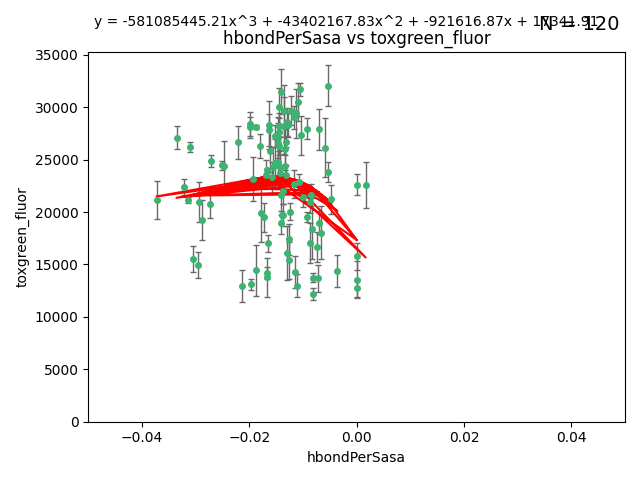 y = -581085445.21x^3 + -43402167.83x^2 + -921616.87x +
N = 120
hbondPerSasa vs toxgreen_fluor
35000
30000
25000
20000
15000
10000
5000
0
toxgreen_fluor
−0.04
−0.02
0.00
0.02
0.04
hbondPerSasa